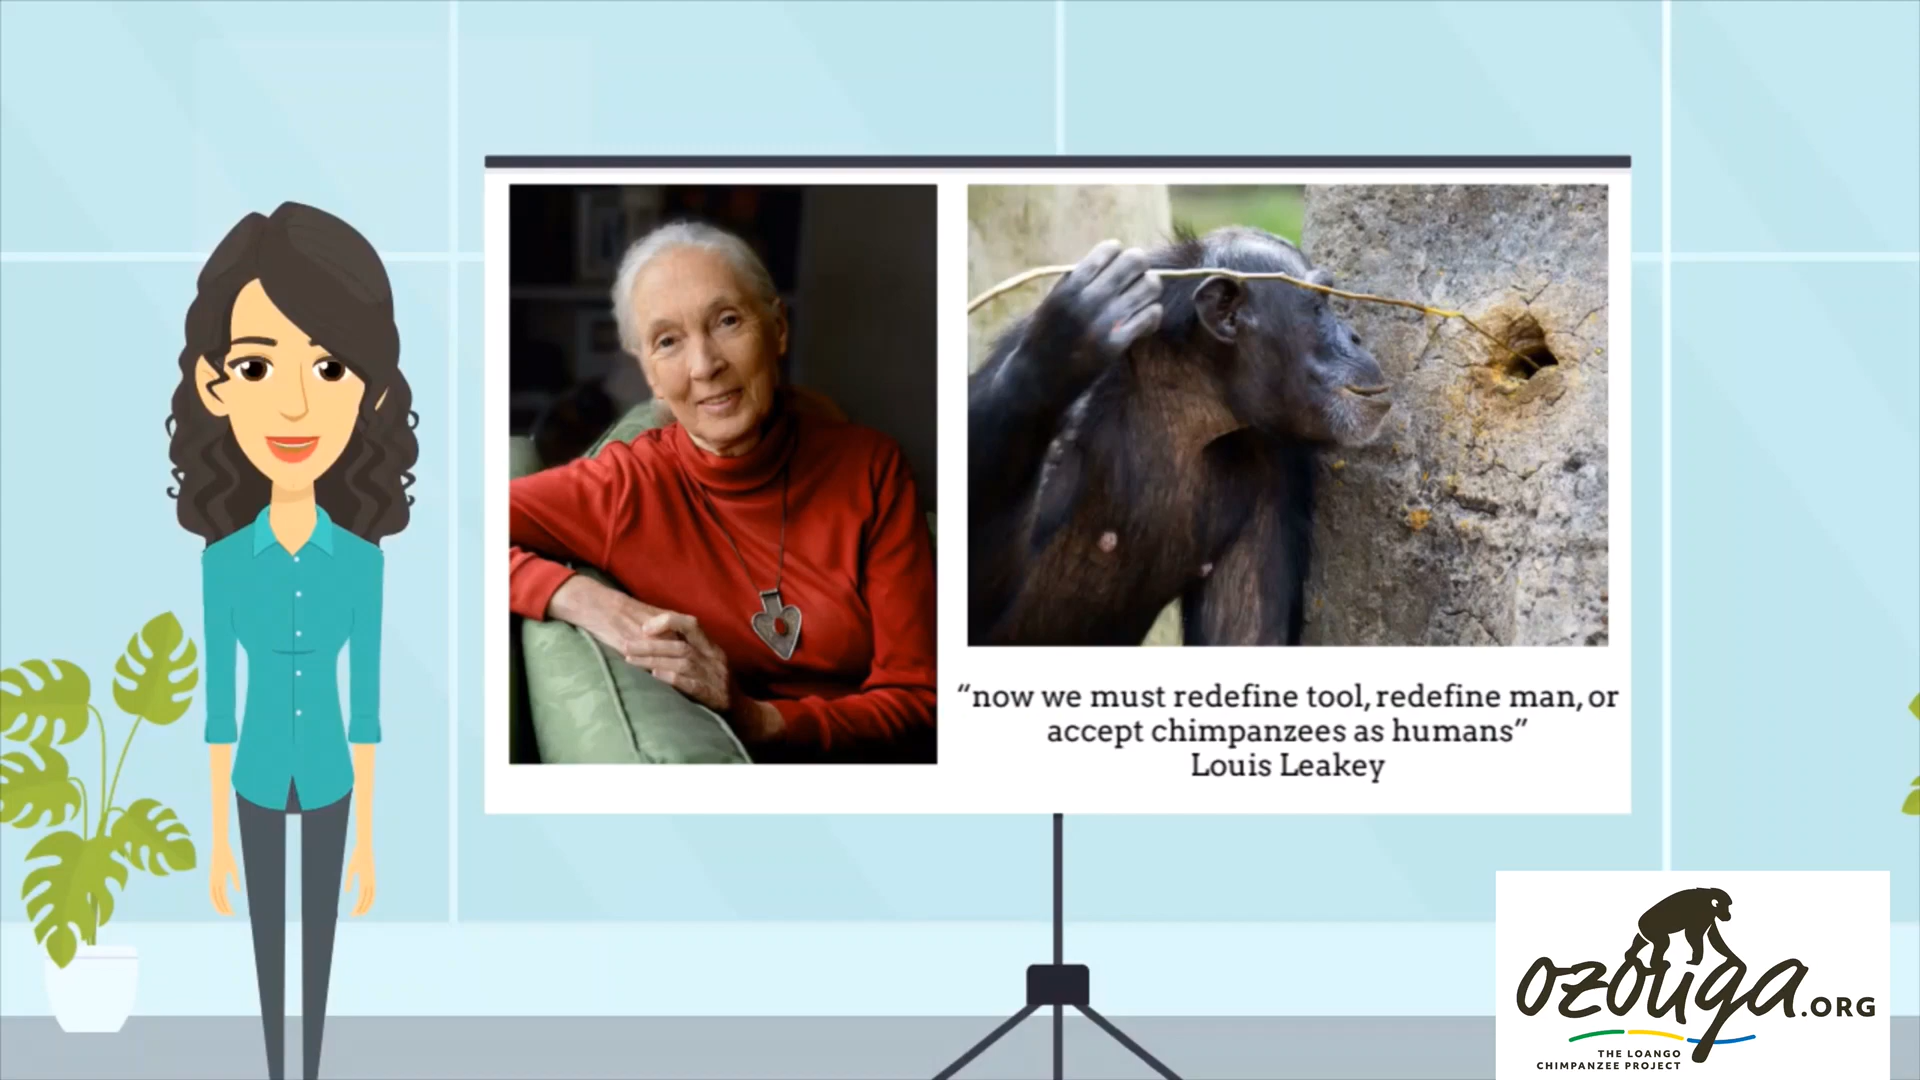 “now we must redefine tool, redefine man, or
accept chimpanzees as humans”
Louis Leakey
ozouga.ORG
THE LOANGO
CHIMPANZEE PROJECT